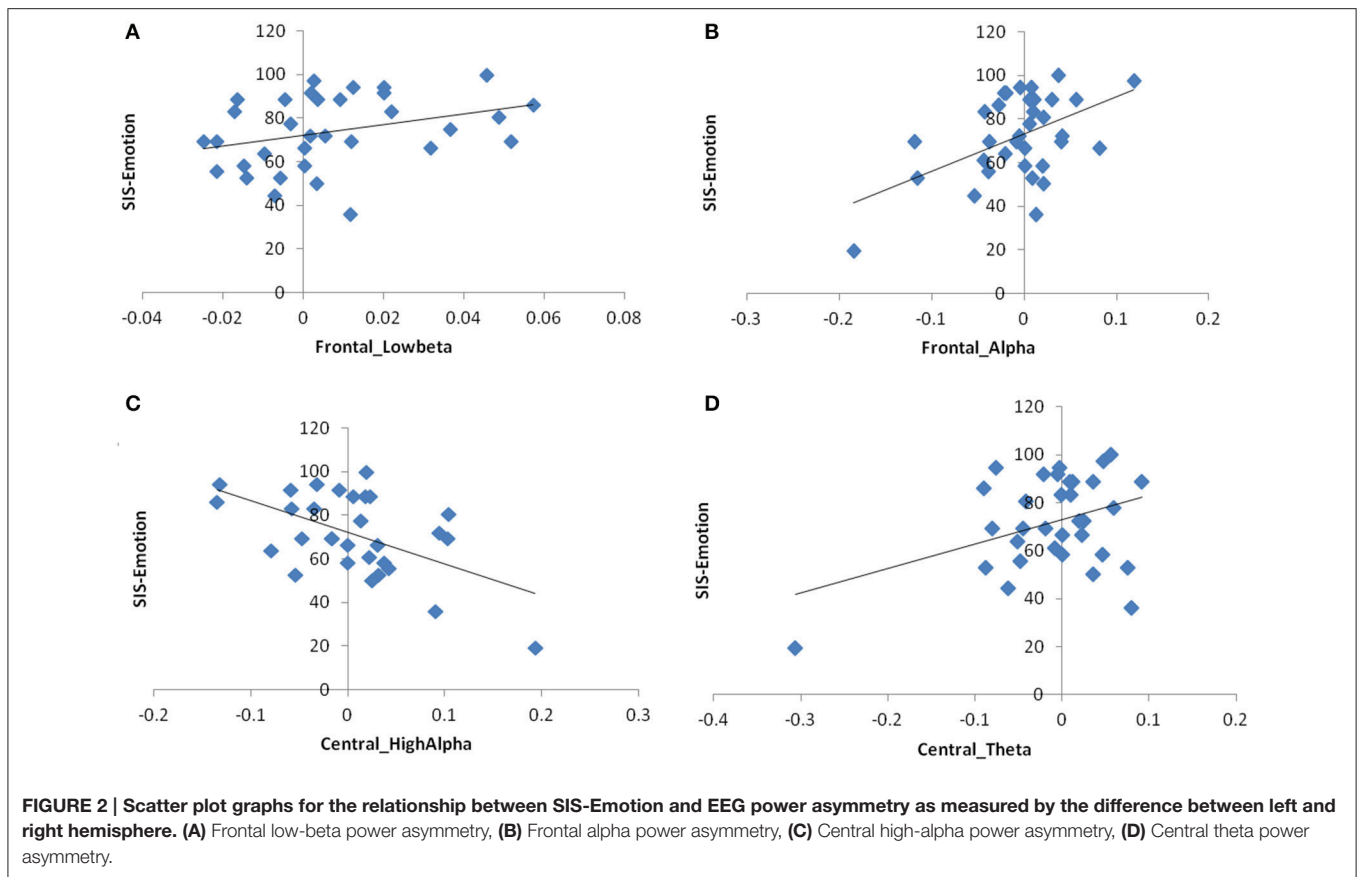 A
120
100
80
60
40
20
0
SIS-Emotion
-0.04 -0.02 0 0.02 0.04 0.06 0.08
Frontal_Lowbeta
B
120
100
80
60
40
20
0
SIS-Emotion
-0.3 -0.2 -0.1 0 0.1 0.2
Frontal_Alpha
C
120
100
80
60
40
20
0
SIS-Emotion
-0.2 -0.1 0 0.1 0.2 0.3
Central_HighAlpha
D
120
100
80
60
40
20
0
SIS-Emotion
-0.4 -0.3 -0.2 -0.1 0 0.1 0.2
Central_Theta
FIGURE 2 | Scatter plot graphs for the relationship between SIS-Emotion and EEG power asymmetry as measured by the difference between left and
right hemisphere. (A) Frontal low-beta power asymmetry, (B) Frontal alpha power asymmetry, (C) Central high-alpha power asymmetry, (D) Central theta power
asymmetry.